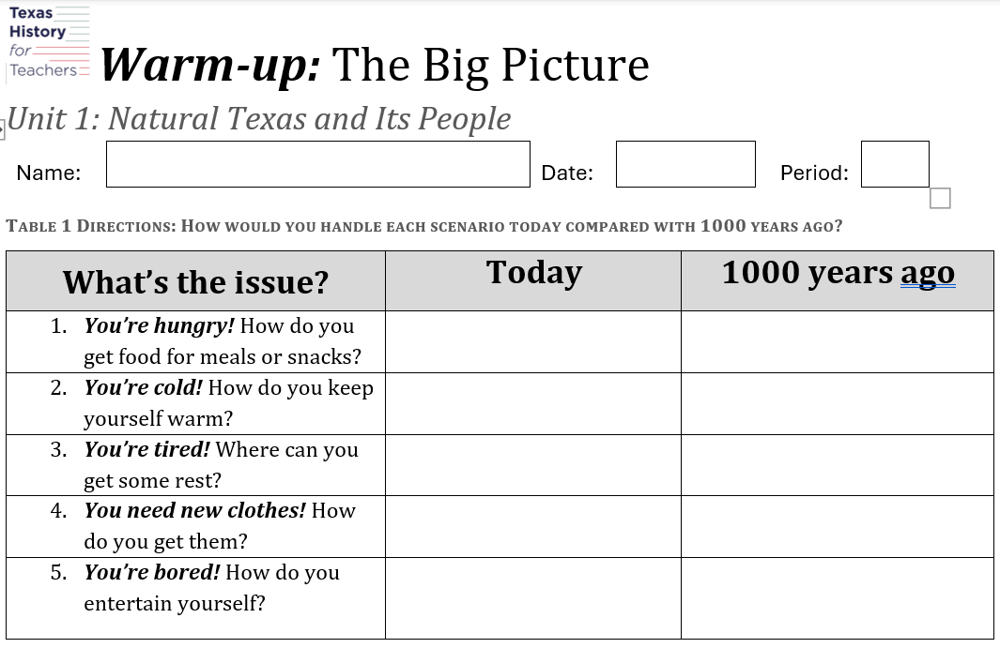 Texas
History
for
Teachers
Warm-up: The Big Picture
Unit 1: Natural Texas and Its People
Name:
Date:
Period:
TABLE 1 DIRECTIONS: HOW WOULD YOU HANDLE EACH SCENARIO TODAY COMPARED WITH 1000 YEARS AGO?
What's the issue?
Today
1000 years ago
1. You're hungry! How do you
get food for meals or snacks?
2. You're cold! How do you keep
yourself warm?
3. You're tired! Where can you
get some rest?
4. You need new clothes! How
do you get them?
5. You're bored! How do you
entertain yourself?